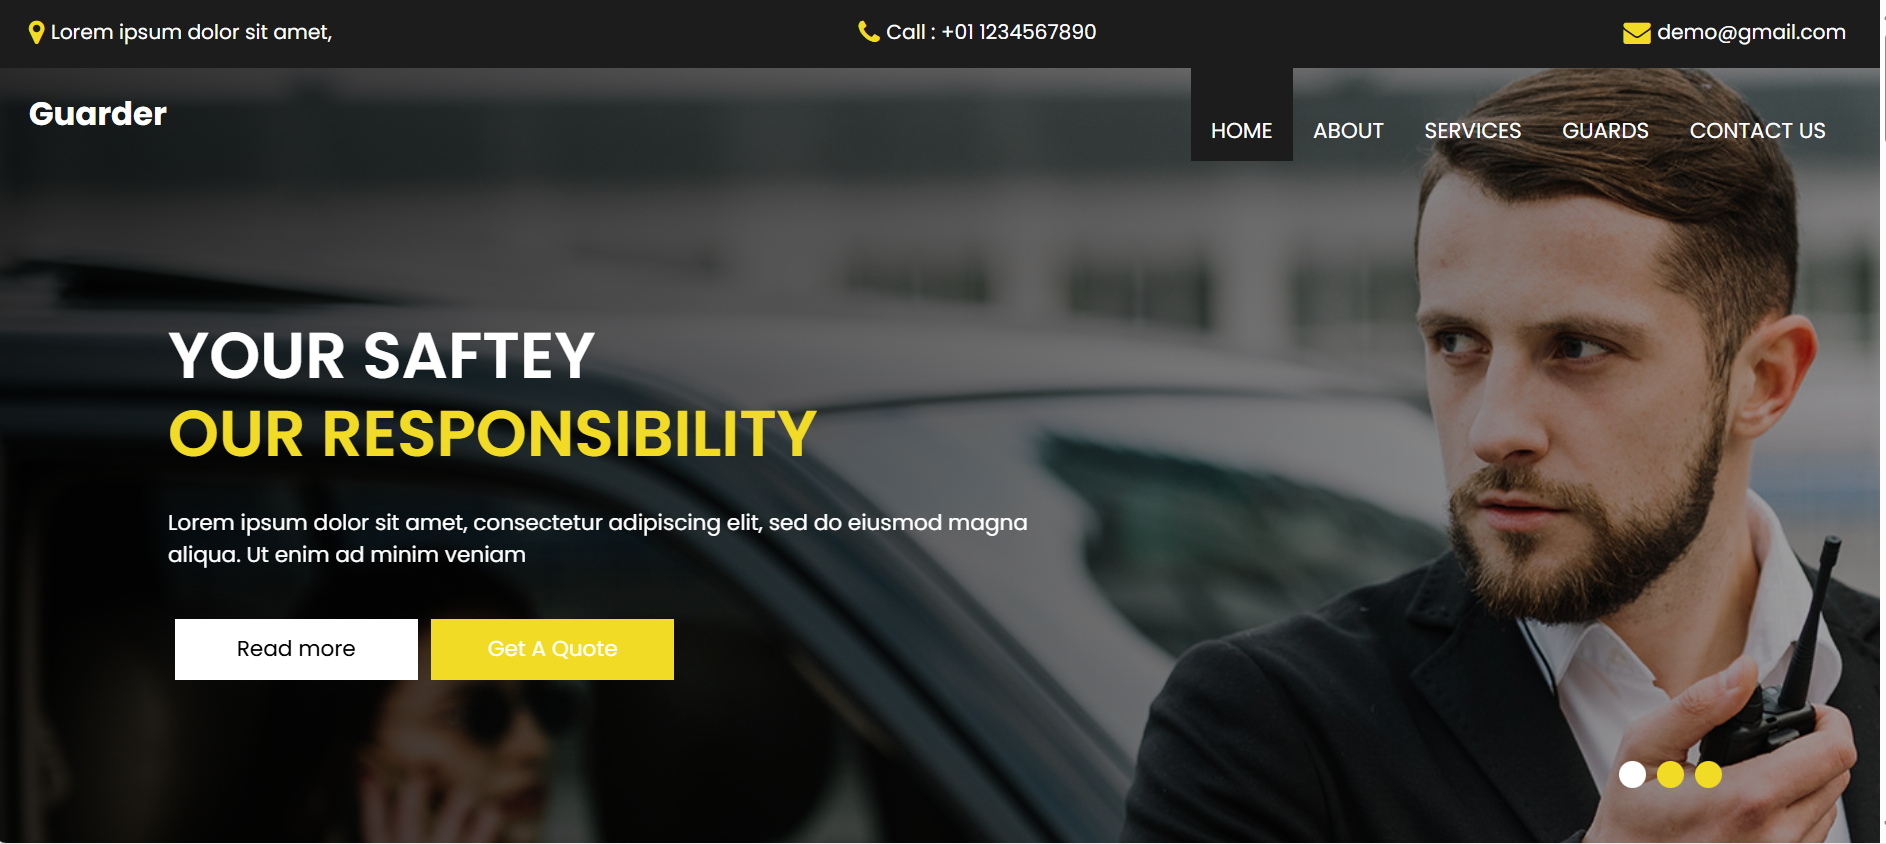 Lorem ipsum dolor sit amet,
Call : +01 1234567890
demo@gmail.com
Guarder
HOME ABOUT SERVICES GUARDS CONTACT US
YOUR SAFTEY
OUR RESPONSIBILITY
Lorem ipsum dolor sit amet, consectetur adipiscing elit, sed do eiusmod magna
aliqua. Ut enim ad minim veniam
Read more
Get A Quote